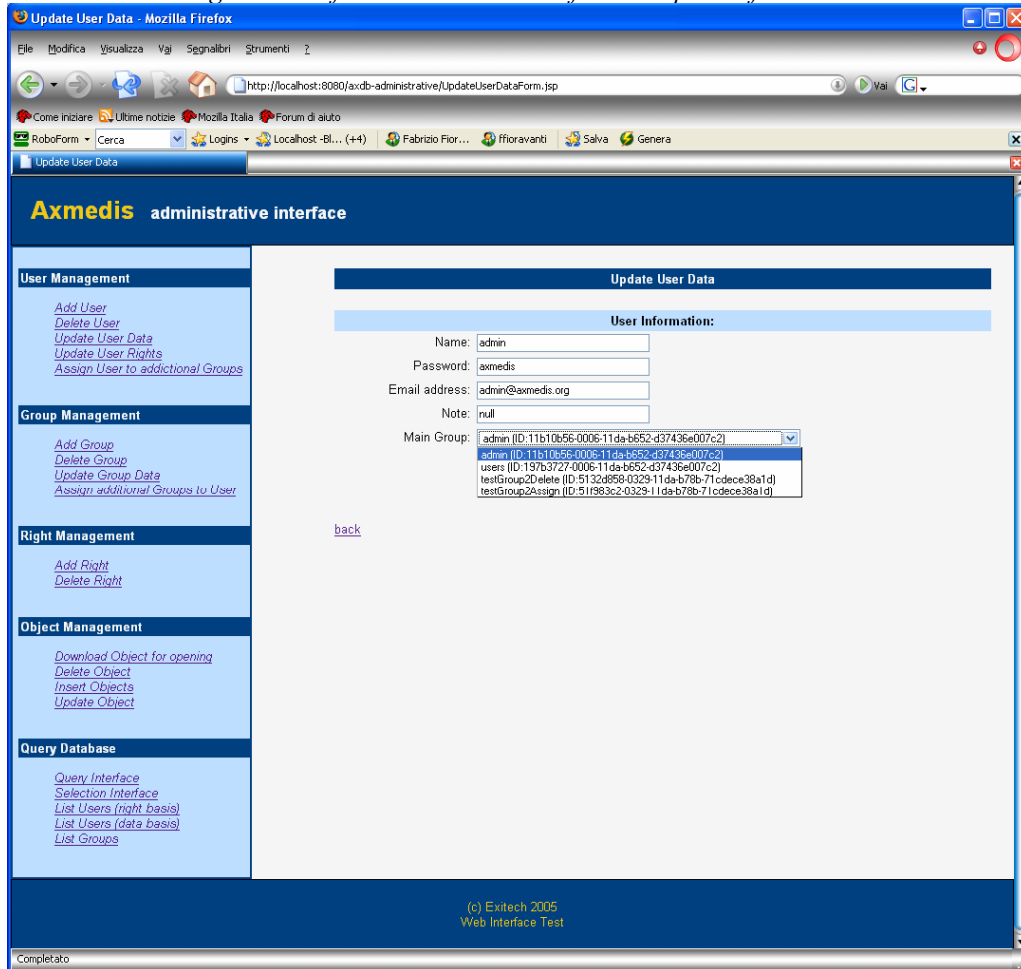 Update User Data - Mozilla Firefox
File Modifica Visualizza Vai Segnalibri Strumenti ?
http://localhost:8080/axdb-administrative/UpdateUserDataForm.jsp
Vai
G
Come iniziare Ultime notizie Mozilla Italia Forum di aiuto
RoboForm Cerca Logins Localhost -Bl... (+4) Fabrizio Fior... ffioravanti Salva Genera
Update User Data
Axmedis administrative interface
User Management
Add User
Delete User
Update User Data
Update User Rights
Assign User to addictional Groups
Group Management
Add Group
Delete Group
Update Group Data
Assign additional Groups to User
Right Management
Add Right
Delete Right
Object Management
Download Object for opening
Delete Object
Insert Objects
Update Object
Query Database
Query Interface
Selection Interface
List Users (right basis)
List Users (data basis)
List Groups
Update User Data
User Information:
Name: admin
Password: axmedis
Email address: admin@axmedis.org
Note: null
Main Group: admin (ID:11b10b56-0006-11da-b652-d37436e007c2)
admin (ID:11b10b56-0006-11da-b652-d37436e007c2)
users (ID:197b3727-0006-11da-b652-d37436e007c2)
testGroup2Delete (ID:5132d858-0329-11da-b78b-71cdece38a1d)
testGroup2Assign (ID:51f983c2-0329-11da-b78b-71cdece38a1d)
back
(c) Exitech 2005
Web Interface Test
Completato